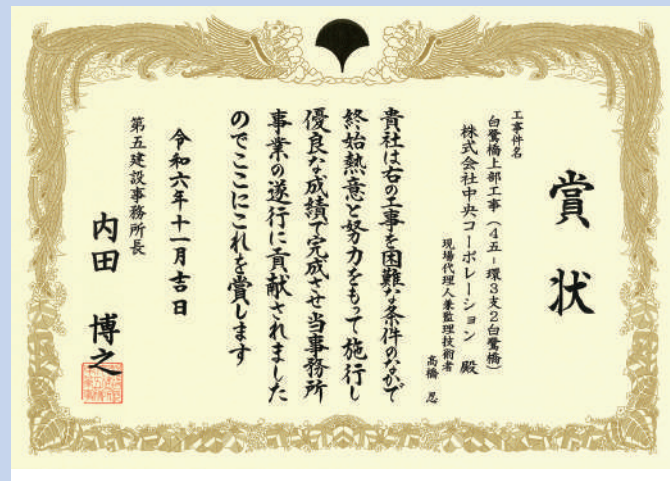 賞状
工事件名
白鷺橋上部工事（４五-環３支２白鷺橋）
株式会社中央コーポレーション 殿
現場代理人兼監理技術者
高橋 忍
貴社は右の工事を困難な条件のなかで
終始熱意と努力をもって施行し
優良な成績で完成させ当事務所
事業の遂行に貢献されました
のでここにこれを賞します
令和六年十一月吉日
第五建設事務所長
内田 博之